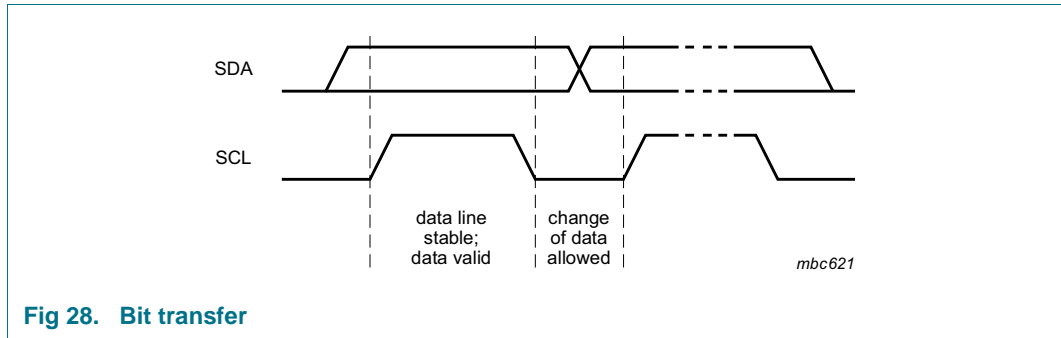 SDA
SCL
data line
stable;
data valid
change
of data
allowed
mbc621
Fig 28. Bit transfer